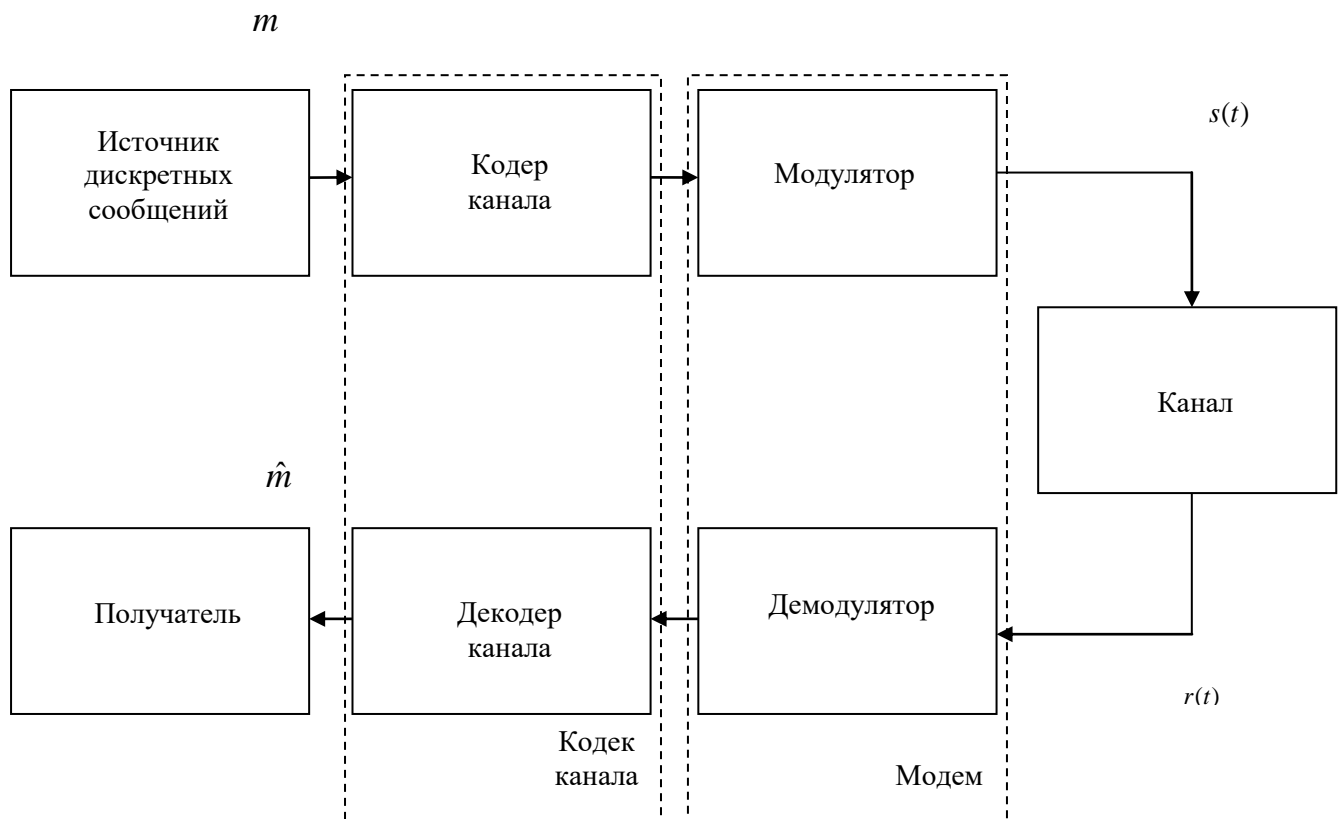 m
Источник
дискретных
сообщений
Кодер
канала
Модулятор
s(t)
Канал
m̂
Получатель
Декодер
канала
Демодулятор
r(t)
Кодек
канала
Модем